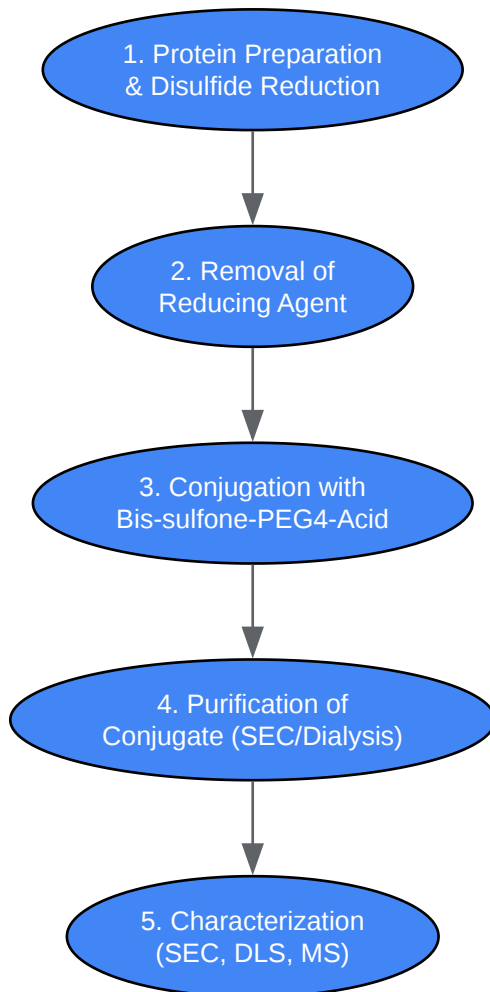 1. Protein Preparation
& Disulfide Reduction
2. Removal of
Reducing Agent
3. Conjugation with
Bis-sulfone-PEG4-Acid
4. Purification of
Conjugate (SEC/Dialysis)
5. Characterization
(SEC, DLS, MS)